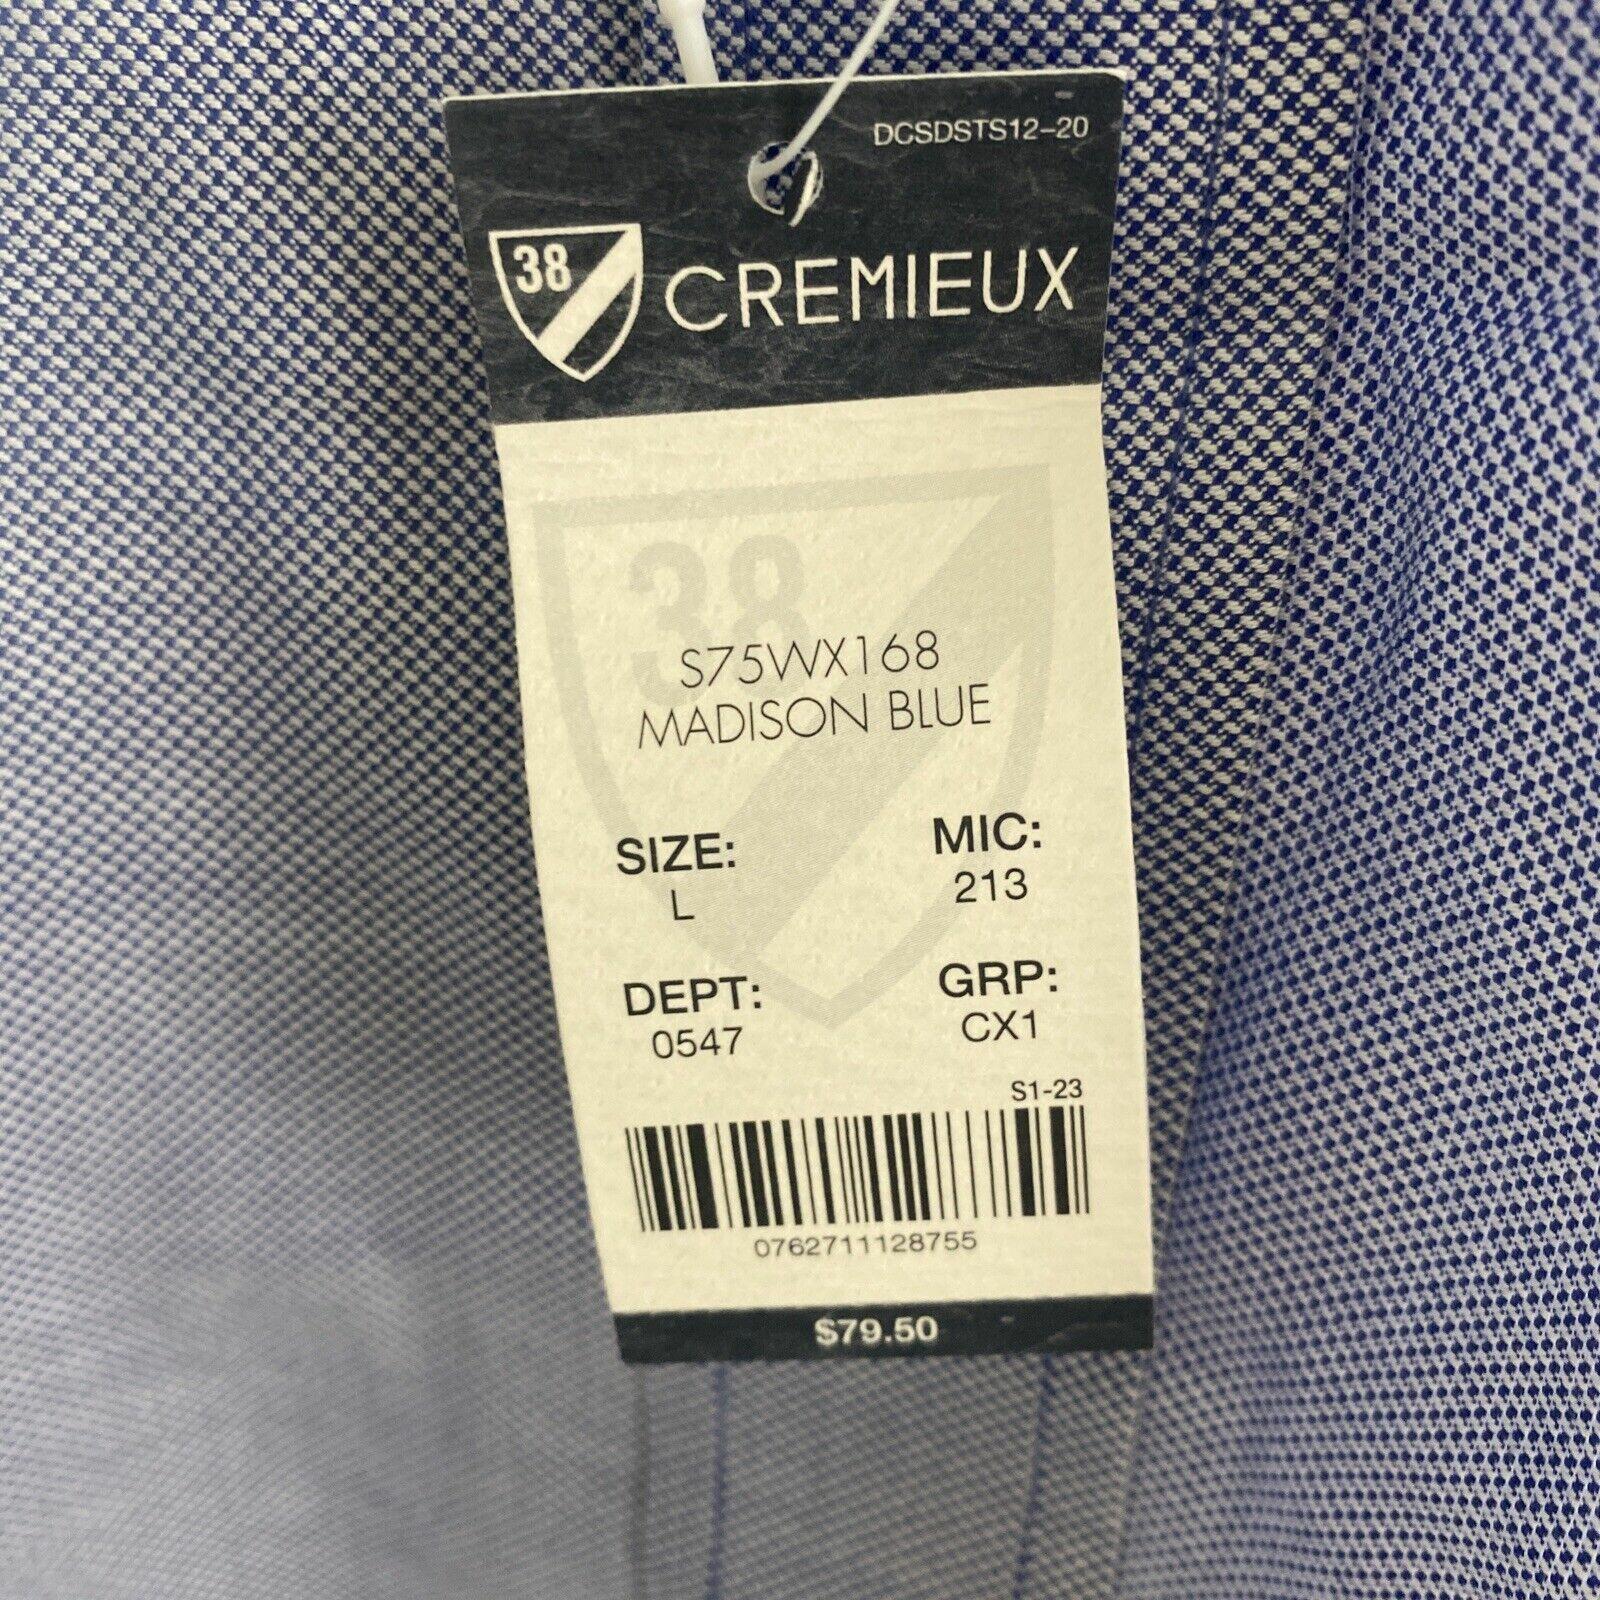 DCSDSTS12-20
38 CREMIEUX
38
S75WX168
MADISON BLUE
SIZE: MIC:
L 213
DEPT: GRP:
0547 CX1
S1-23
0762711128755
$79.50